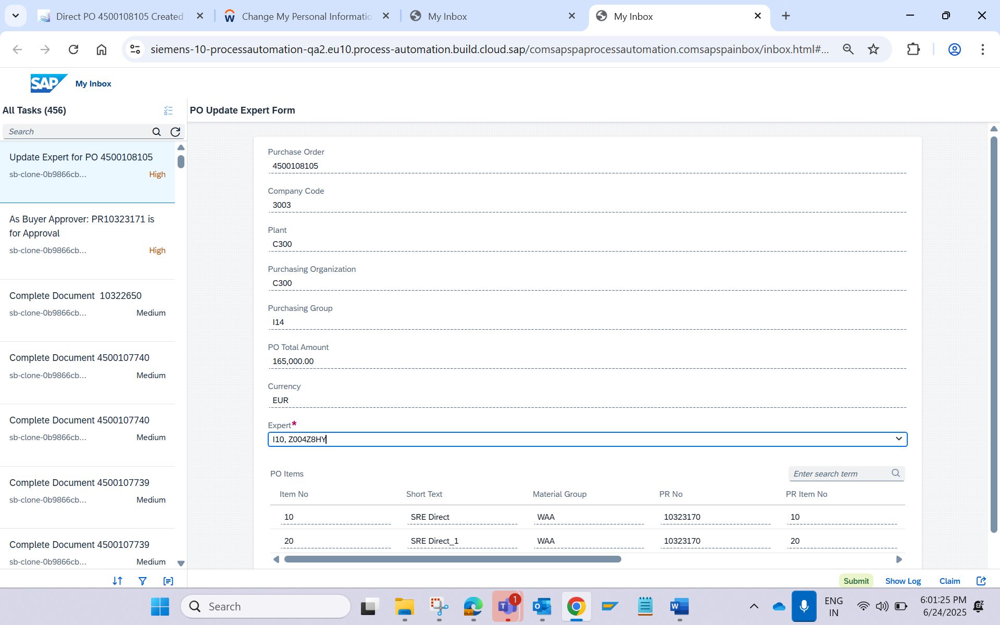 Direct PO 4500108105 Created
Change My Personal Informatio
My Inbox
My Inbox
siemens-10-processautomation-qa2.eu10.process-automation.build.cloud.sap/comsapspaprocessautomation.comsapspainbox/inbox.html#...
SAP My Inbox
All Tasks (456)
Search
Update Expert for PO 4500108105
sb-clone-0b9866cb... High
As Buyer Approver: PR10323171 is
for Approval
sb-clone-0b9866cb... High
Complete Document 10322650
sb-clone-0b9866cb... Medium
Complete Document 4500107740
sb-clone-0b9866cb... Medium
Complete Document 4500107740
sb-clone-0b9866cb... Medium
Complete Document 4500107739
sb-clone-0b9866cb... Medium
Complete Document 4500107739
sb-clone-0b9866cb... Medium
PO Update Expert Form
Purchase Order
4500108105
Company Code
3003
Plant
C300
Purchasing Organization
C300
Purchasing Group
I14
PO Total Amount
165,000.00
Currency
EUR
Expert*
I10, Z004Z8HY
PO Items
Enter search term
Item No Short Text Material Group PR No PR Item No
10 SRE Direct WAA 10323170 10
20 SRE Direct_1 WAA 10323170 20
Submit Show Log Claim
Search
1
ENG
IN
6:01:25 PM
6/24/2025